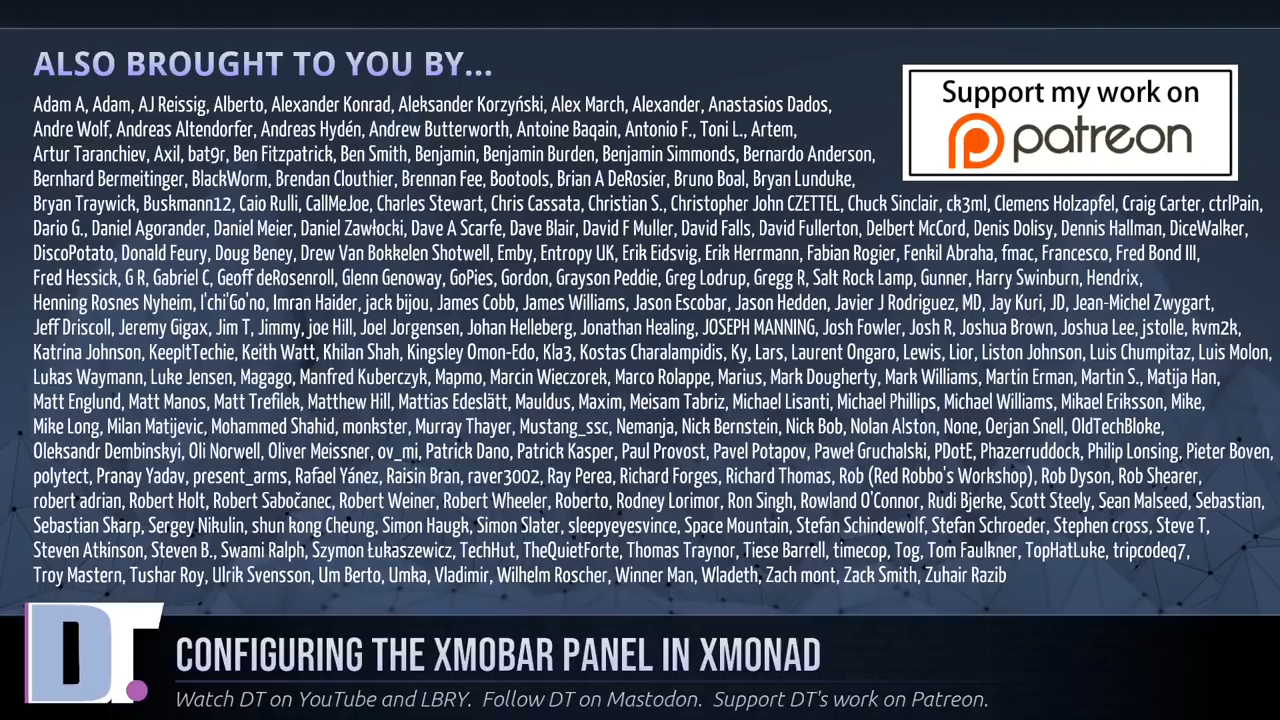 ALSO BROUGHT TO YOU BY...
Support my work on
patreon
Adam A, Adam, AJ Reissig, Alberto, Alexander Konrad, Aleksander Korzyński, Alex March, Alexander, Anastasios Dados,
Andre Wolf, Andreas Altendorfer, Andreas Hydén, Andrew Butterworth, Antoine Baqain, Antonio F., Toni L., Artem,
Artur Taranchiev, Axil, bat9r, Ben Fitzpatrick, Ben Smith, Benjamin, Benjamin Burden, Benjamin Simmonds, Bernardo Anderson,
Bernhard Bermeitinger, BlackWorm, Brendan Clouthier, Brennan Fee, Bootools, Brian A DeRosier, Bruno Boal, Bryan Lunduke,
Bryan Traywick, Buskmann12, Caio Rulli, CallMeJoe, Charles Stewart, Chris Cassata, Christian S., Christopher John CZETTEL, Chuck Sinclair, ck3ml, Clemens Holzapfel, Craig Carter, ctrlPain,
Dario G., Daniel Agorander, Daniel Meier, Daniel Zawłocki, Dave A Scarfe, Dave Blair, David F Muller, David Falls, David Fullerton, Delbert McCord, Denis Dolisy, Dennis Hallman, DiceWalker,
DiscoPotato, Donald Feury, Doug Beney, Drew Van Bokkelen Shotwell, Emby, Entropy UK, Erik Eidsvig, Erik Herrmann, Fabian Rogier, Fenkil Abraha, fmac, Francesco, Fred Bond III,
Fred Hessick, G R, Gabriel C, Geoff deRosenroll, Glenn Genoway, GoPies, Gordon, Grayson Peddie, Greg Lodrup, Gregg R, Salt Rock Lamp, Gunner, Harry Swinburn, Hendrix,
Henning Rosnes Nyheim, I'chi'Go'no, Imran Haider, jack bijou, James Cobb, James Williams, Jason Escobar, Jason Hedden, Javier J Rodriguez, MD, Jay Kuri, JD, Jean-Michel Zwygart,
Jeff Driscoll, Jeremy Gigax, Jim T, Jimmy, joe Hill, Joel Jorgensen, Johan Helleberg, Jonathan Healing, JOSEPH MANNING, Josh Fowler, Josh R, Joshua Brown, Joshua Lee, jstolle, kvm2k,
Katrina Johnson, KeepItTechie, Keith Watt, Khilan Shah, Kingsley Omon-Edo, Kla3, Kostas Charalampidis, Ky, Lars, Laurent Ongaro, Lewis, Lior, Liston Johnson, Luis Chumpitaz, Luis Molon,
Lukas Waymann, Luke Jensen, Magago, Manfred Kuberczyk, Mapmo, Marcin Wieczorek, Marco Rolappe, Marius, Mark Dougherty, Mark Williams, Martin Erman, Martin S., Matija Han,
Matt Englund, Matt Manos, Matt Trefilek, Matthew Hill, Mattias Edeslätt, Mauldus, Maxim, Meisam Tabriz, Michael Lisanti, Michael Phillips, Michael Williams, Mikael Eriksson, Mike,
Mike Long, Milan Matijevic, Mohammed Shahid, monkster, Murray Thayer, Mustang_ssc, Nemanja, Nick Bernstein, Nick Bob, Nolan Alston, None, Oerjan Snell, OldTechBloke,
Oleksandr Dembinskyi, Oli Norwell, Oliver Meissner, ov_mi, Patrick Dano, Patrick Kasper, Paul Provost, Pavel Potapov, Paweł Gruchalski, PDotE, Phazerruddock, Philip Lonsing, Pieter Boven,
polytect, Pranay Yadav, present_arms, Rafael Yánez, Raisin Bran, raver3002, Ray Perea, Richard Forges, Richard Thomas, Rob (Red Robbo's Workshop), Rob Dyson, Rob Shearer,
robert adrian, Robert Holt, Robert Sabočanec, Robert Weiner, Robert Wheeler, Roberto, Rodney Lorimor, Ron Singh, Rowland O'Connor, Rudi Bjerke, Scott Steely, Sean Malseed, Sebastian,
Sebastian Skarp, Sergey Nikulin, shun kong Cheung, Simon Haugk, Simon Slater, sleepyeyesvince, Space Mountain, Stefan Schindewölf, Stefan Schroeder, Stephen cross, Steve T,
Steven Atkinson, Steven B., Swami Ralph, Szymon Łukaszewicz, TechHut, TheQuietForte, Thomas Traynor, Tiese Barrell, timecop, Tog, Tom Faulkner, TopHatLuke, tripcodeq7,
Troy Mastern, Tushar Roy, Ulrik Svensson, Um Berto, Umka, Vladimir, Wilhelm Roscher, Winner Man, Wladeth, Zach mont, Zack Smith, Zuhair Razib
DT.
CONFIGURING THE XMOBAR PANEL IN XMONAD
Watch DT on YouTube and LBRY. Follow DT on Mastodon. Support DT's work on Patreon.